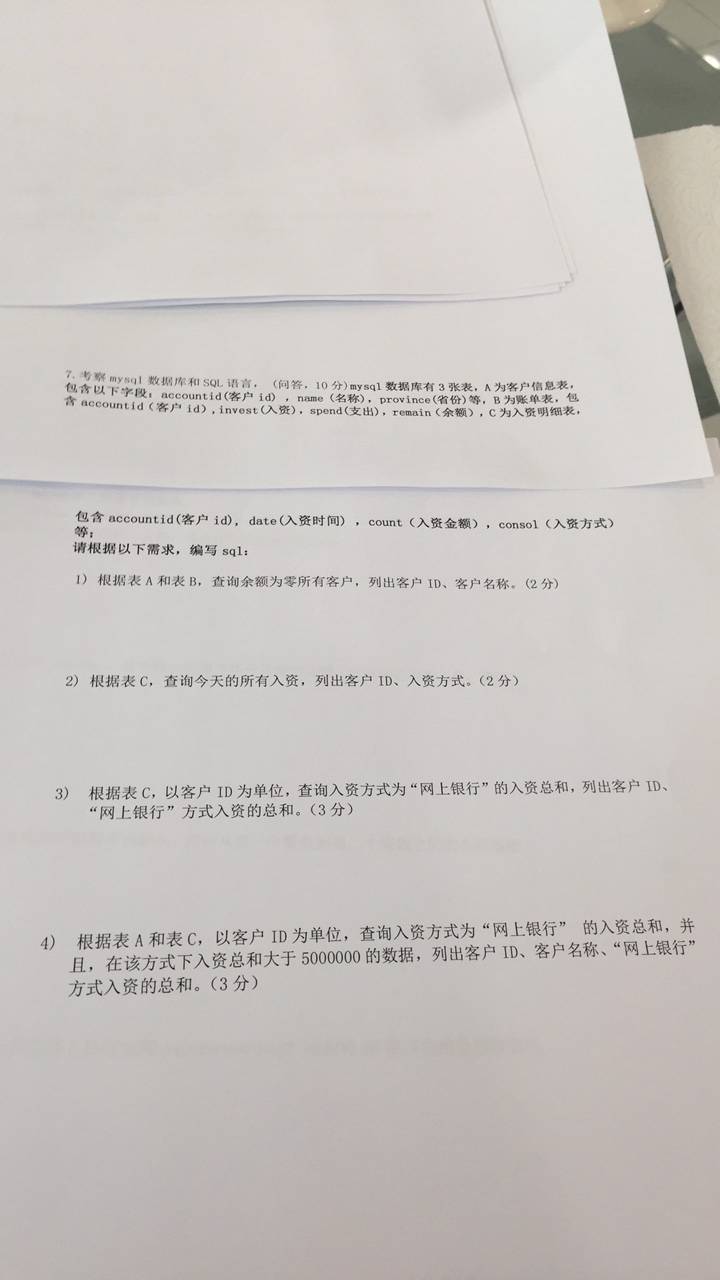 7.考察 mysql 数据库和 SQL 语言，（问答，10 分)mysql 数据库有 3 张表，A 为客户信息表，
包含以下字段：accountid(客户 id) ，name（名称），province(省份)等，B 为账单表，包
含 accountid（客户 id）,invest(入资)，spend(支出)，remain（余额），C 为入资明细表，
包含 accountid(客户 id)，date(入资时间) ，count（入资金额），consol（入资方式）
等；
请根据以下需求，编写 sql：
1) 根据表 A 和表 B，查询余额为零所有客户，列出客户 ID、客户名称。(2 分)
2) 根据表 C，查询今天的所有入资，列出客户 ID、入资方式。（2 分）
3) 根据表 C，以客户 ID 为单位，查询入资方式为“网上银行”的入资总和，列出客户 ID、
“网上银行”方式入资的总和。（3 分）
4) 根据表 A 和表 C，以客户 ID 为单位，查询入资方式为“网上银行” 的入资总和，并
且，在该方式下入资总和大于 5000000 的数据，列出客户 ID、客户名称、“网上银行”
方式入资的总和。（3 分）